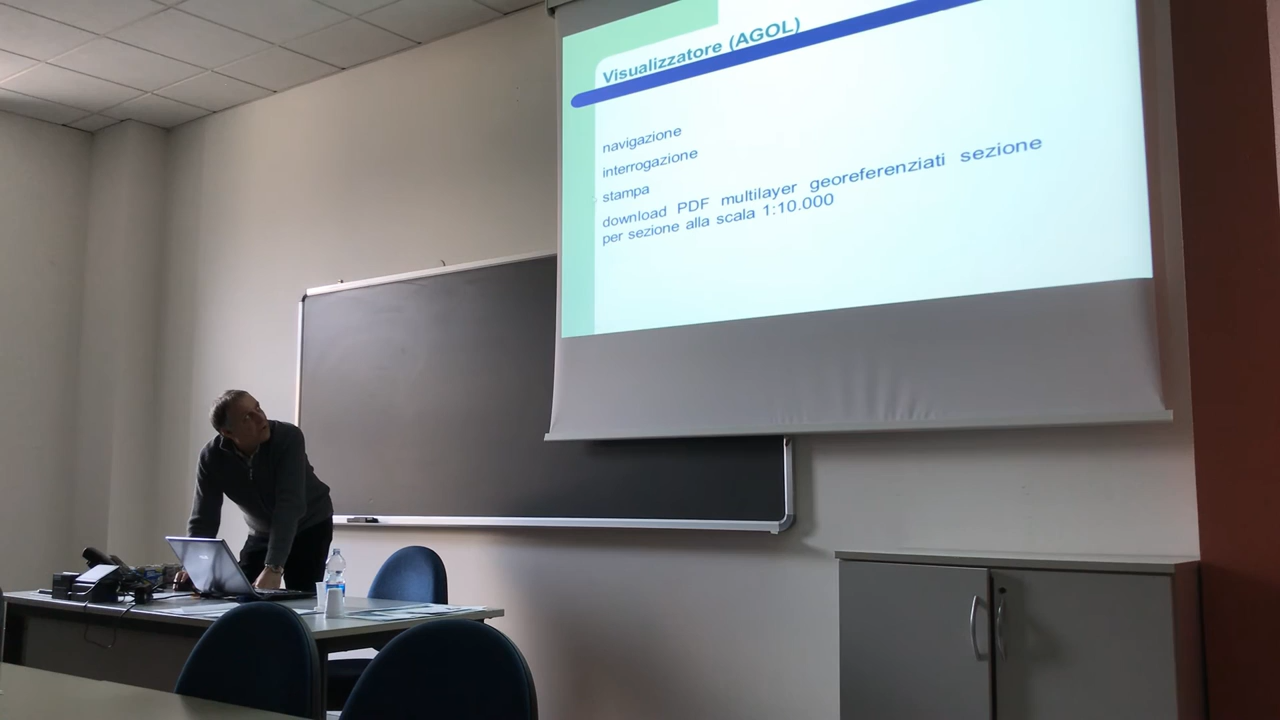 Visualizzatore (AGOL)
navigazione
interrogazione
stampa
download PDF multilayer georeferenziati sezione
per sezione alla scala 1:10.000